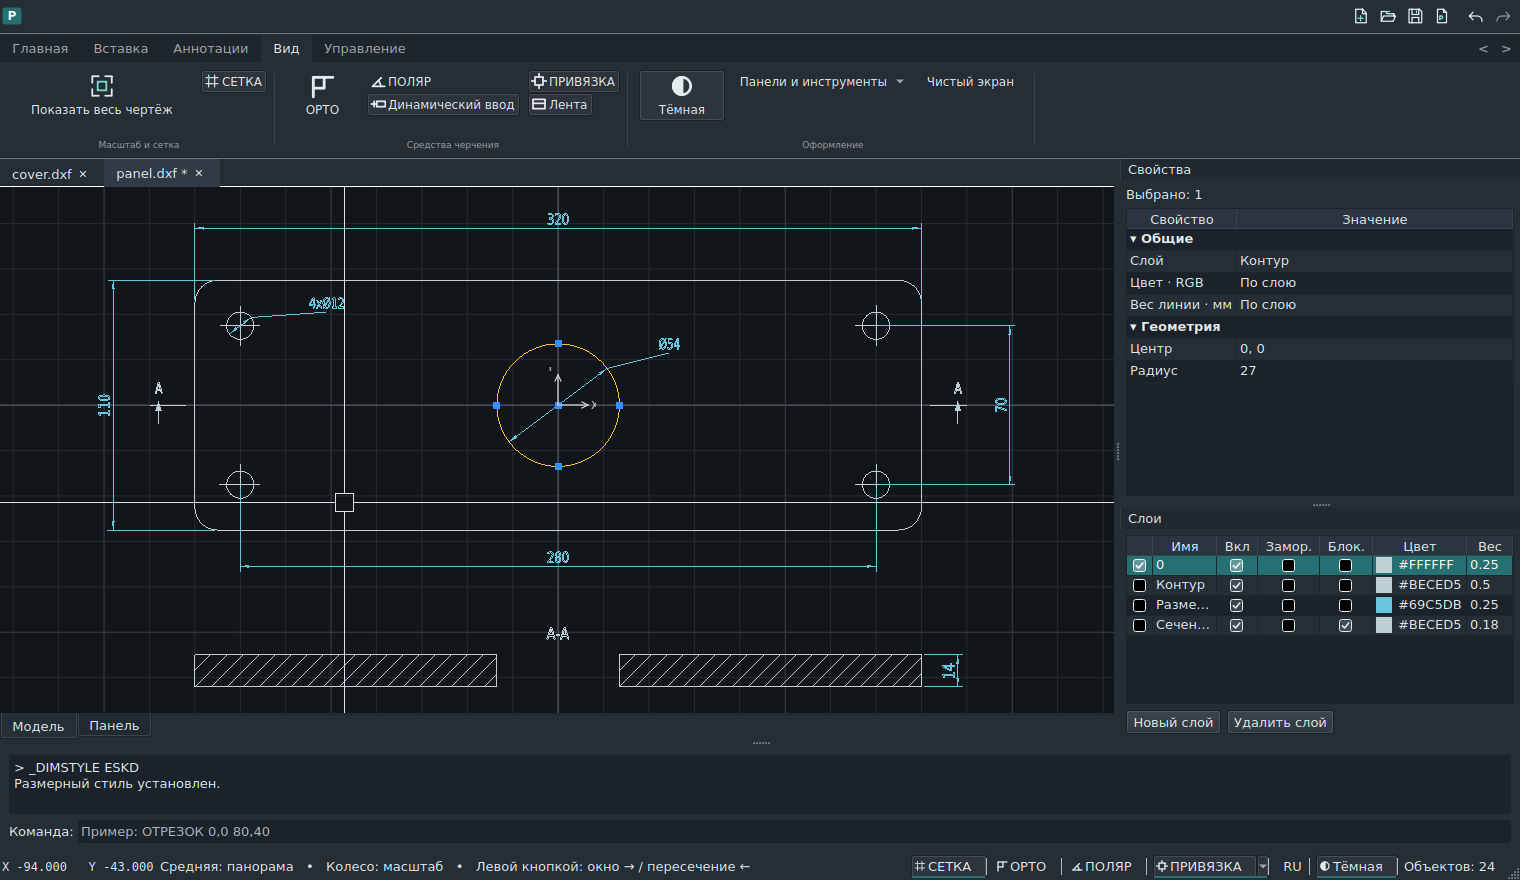 P
Главная Вставка Аннотации Вид Управление < >
Показать весь чертёж
СЕТКА
Масштаб и сетка
ОРТО
ПОЛЯР
Динамический ввод
ПРИВЯЗКА
Лента
Средства черчения
Тёмная
Панели и инструменты
Чистый экран
Оформление
cover.dxf ×
panel.dxf * ×
320
4xØ12
Ø54
A
A
110
70
X
280
A-A
14
Модель Панель
Свойства
Выбрано: 1
Свойство Значение
▾ Общие
Слой Контур
Цвет · RGB По слою
Вес линии · мм По слою
▾ Геометрия
Центр 0, 0
Радиус 27
Слои
Имя Вкл Замор. Блок. Цвет Вес
0 #FFFFFF 0.25
Контур #BECED5 0.5
Разме... #69C5DB 0.25
Сечен... #BECED5 0.18
Новый слой Удалить слой
> _DIMSTYLE ESKD
Размерный стиль установлен.
Команда: Пример: ОТРЕЗОК 0,0 80,40
X -94.000 Y -43.000 Средняя: панорама • Колесо: масштаб • Левой кнопкой: окно → / пересечение ← СЕТКА ОРТО ПОЛЯР ПРИВЯЗКА RU Тёмная Объектов: 24